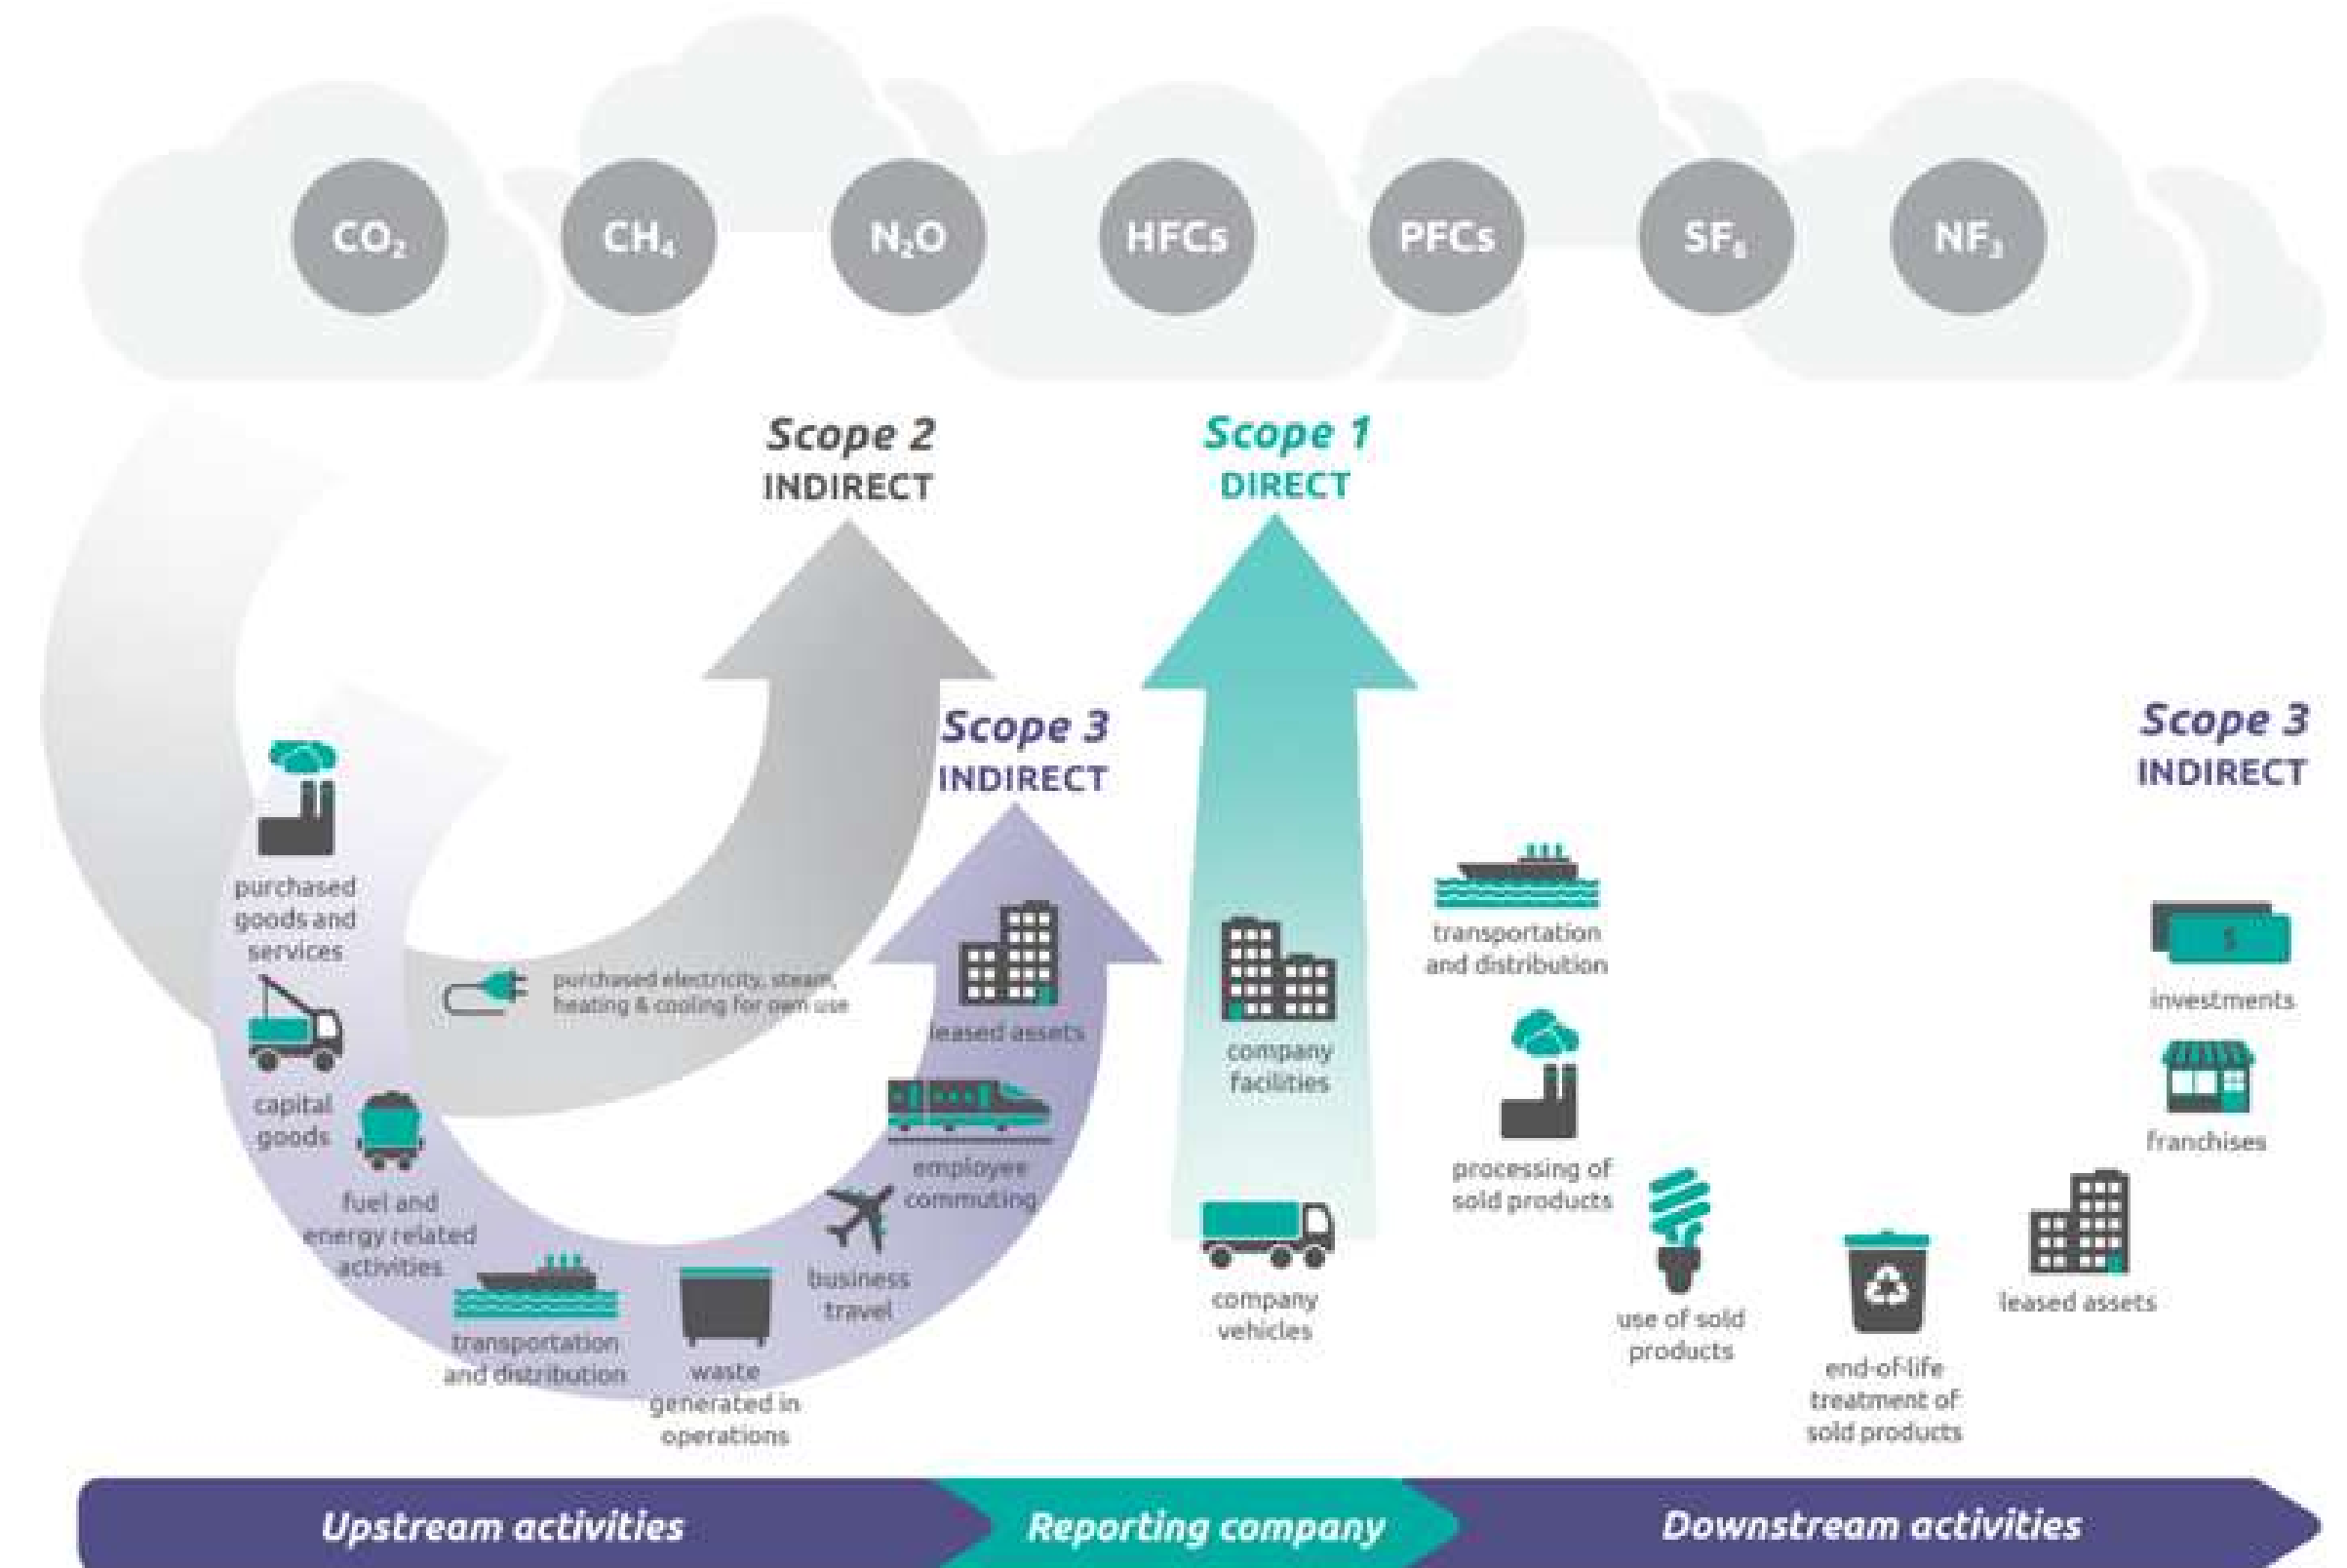 CO₂
CH₄
N₂O
HFCs
PFCs
SF₆
NF₃
Scope 2
INDIRECT
Scope 1
DIRECT
Scope 3
INDIRECT
Scope 3
INDIRECT
purchased
goods and
services
capital
goods
fuel and
energy related
activities
transportation
and distribution
waste
generated in
operations
business
travel
employee
commuting
leased assets
purchased electricity, steam,
heating & cooling for own use
company
facilities
company
vehicles
transportation
and distribution
processing of
sold products
use of sold
products
end-of-life
treatment of
sold products
leased assets
franchises
$
investments
Upstream activities
Reporting company
Downstream activities